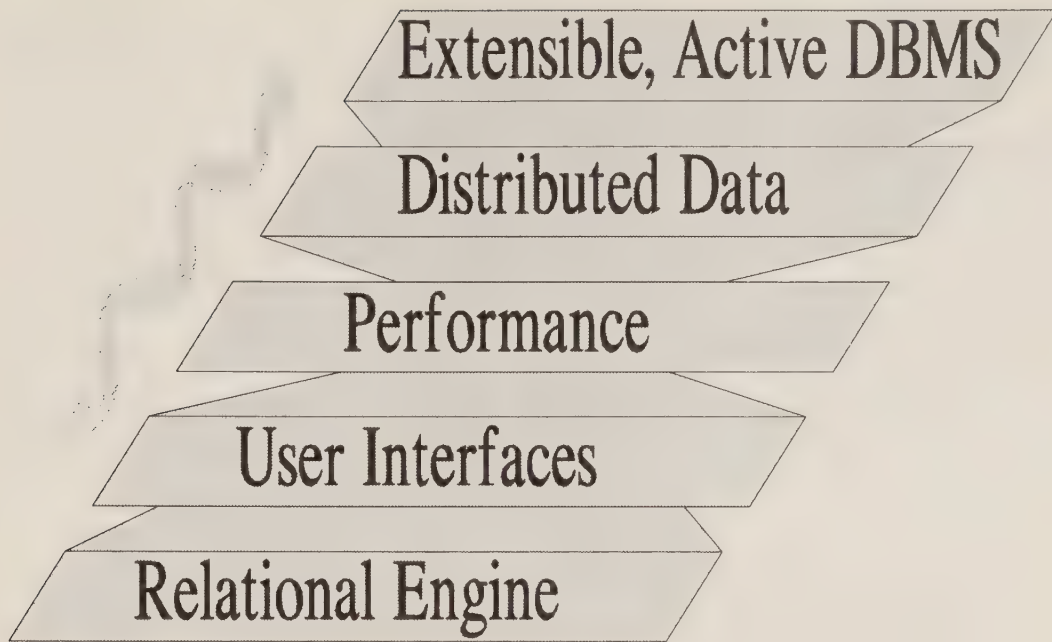 Extensible, Active DBMS
Distributed Data
Performance
User Interfaces
Relational Engine